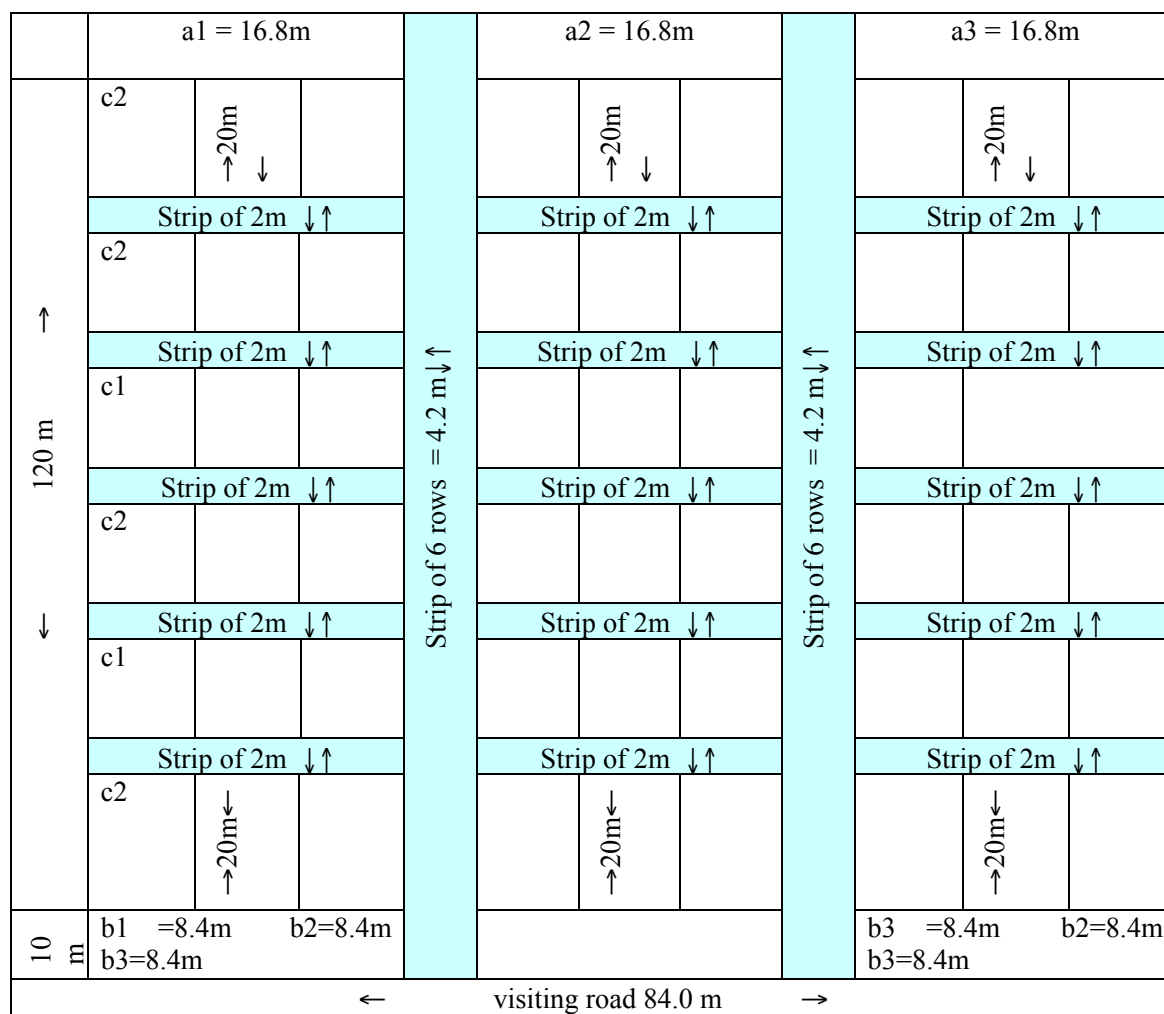 a1 = 16.8m a2 = 16.8m a3 = 16.8m
c2
→20m ↓ →20m ↓ →20m ↓
Strip of 2m ↓↑ Strip of 2m ↓↑ Strip of 2m ↓↑
c2
Strip of 2m ↓↑ Strip of 2m ↓↑ Strip of 2m ↓↑
c1
Strip of 2m ↓↑ Strip of 2m ↓↑ Strip of 2m ↓↑
c2
Strip of 2m ↓↑ Strip of 2m ↓↑ Strip of 2m ↓↑
c1
Strip of 2m ↓↑ Strip of 2m ↓↑ Strip of 2m ↓↑
c2
→20m← →20m← →20m←
← 120 m →
Strip of 6 rows = 4.2 m↓↑
Strip of 6 rows = 4.2 m↓↑
10 m
b1 =8.4m b2=8.4m
b3=8.4m
b3 =8.4m b2=8.4m
b3=8.4m
← visiting road 84.0 m →